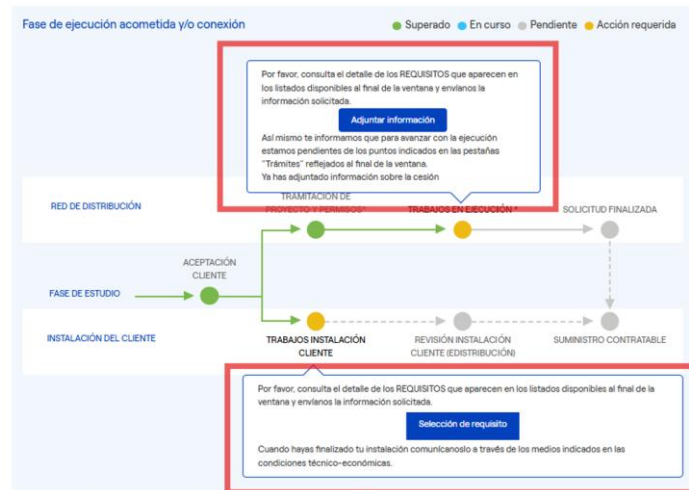 Fase de ejecución acometida y/o conexión
Superado
En curso
Pendiente
Acción requerida
Por favor, consulta el detalle de los REQUISITOS que aparecen en
los listados disponibles al final de la ventana y envíanos la
información solicitada.
Adjuntar información
Así mismo te informamos que para avanzar con la ejecución
estamos pendientes de los puntos indicados en las pestañas
"Trámites" reflejados al final de la ventana.
Ya has adjuntado información sobre la cesión
RED DE DISTRIBUCIÓN
TRAMITACIÓN DE
PROYECTO Y PERMISOS*
TRABAJOS EN EJECUCIÓN *
SOLICITUD FINALIZADA
ACEPTACIÓN
CLIENTE
FASE DE ESTUDIO
INSTALACIÓN DEL CLIENTE
TRABAJOS INSTALACIÓN
CLIENTE
REVISIÓN INSTALACIÓN
CLIENTE (EDISTRIBUCIÓN)
SUMINISTRO CONTRATABLE
Por favor, consulta el detalle de los REQUISITOS que aparecen en los listados disponibles al final de la
ventana y envíanos la información solicitada.
Selección de requisito
Cuando hayas finalizado tu instalación comunícanoslo a través de los medios indicados en las
condiciones técnico-económicas.